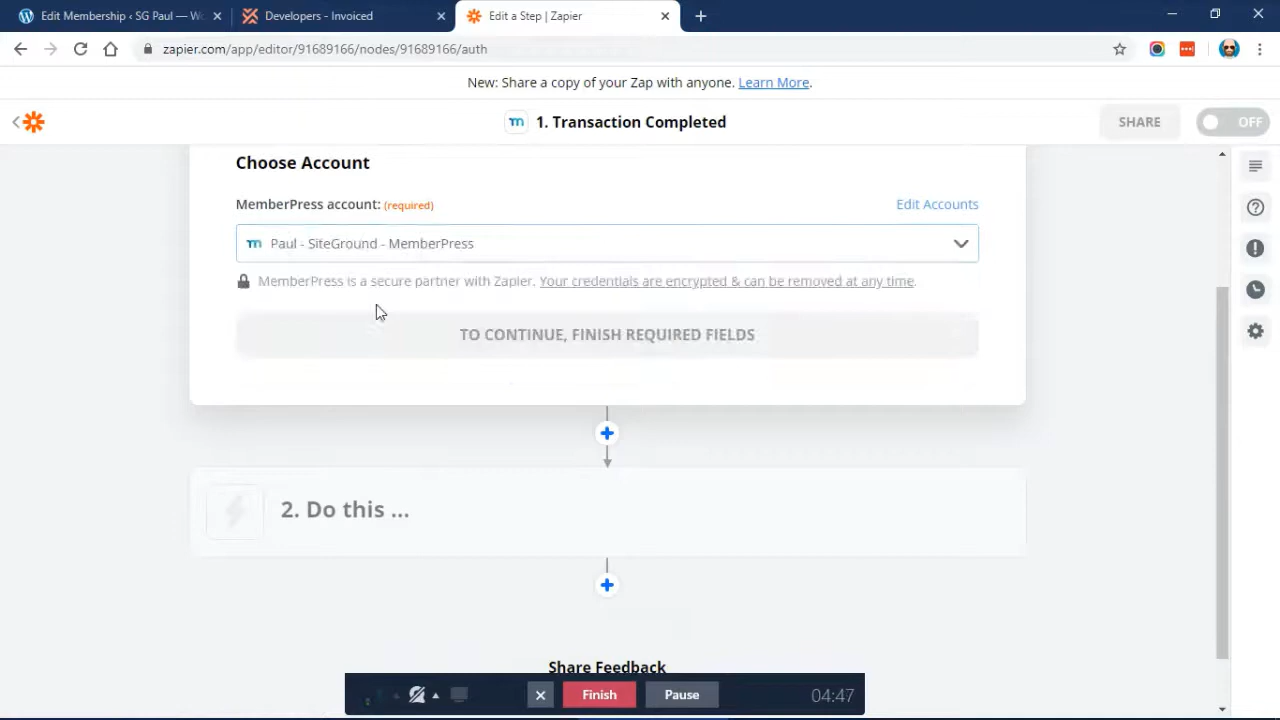 Edit Membership ‹ SG Paul — Wo
Developers - Invoiced
Edit a Step | Zapier
zapier.com/app/editor/91689166/nodes/91689166/auth
New: Share a copy of your Zap with anyone. Learn More.
1. Transaction Completed
SHARE
OFF
Choose Account
MemberPress account: (required)
Edit Accounts
Paul - SiteGround - MemberPress
MemberPress is a secure partner with Zapier. Your credentials are encrypted & can be removed at any time.
TO CONTINUE, FINISH REQUIRED FIELDS
2. Do this ...
Share Feedback
Finish
Pause
04:47